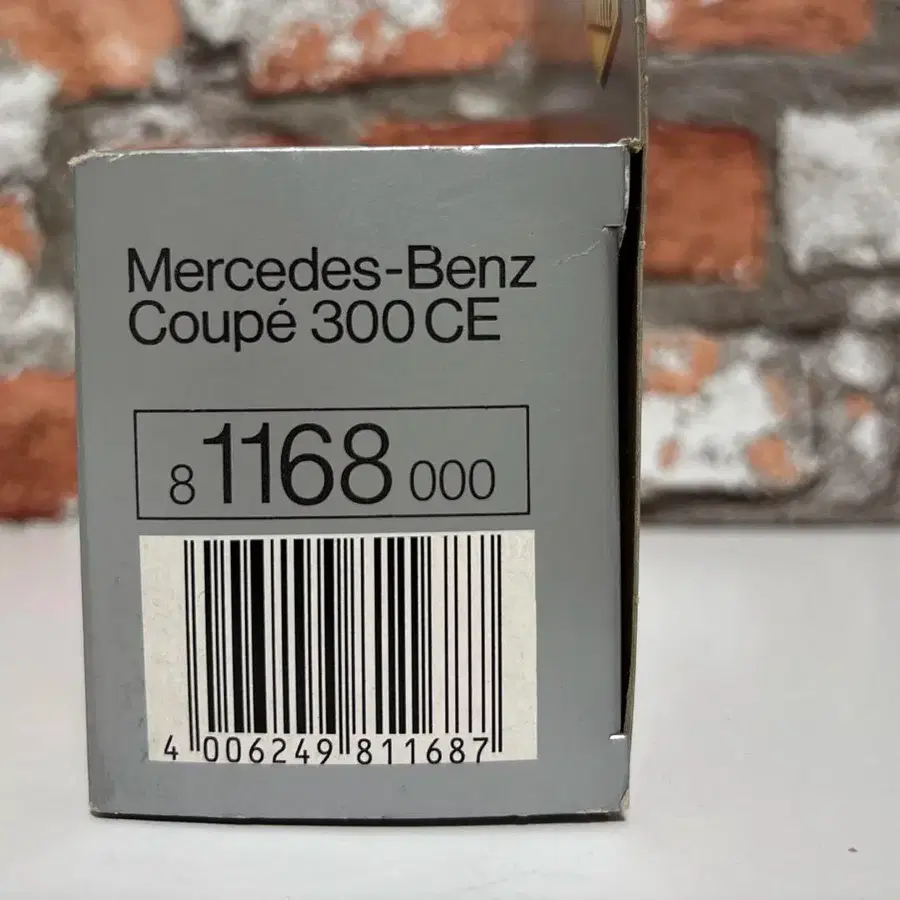 Mercedes-Benz
Coupé 300 CE
8 1168 000
4 006249 811687